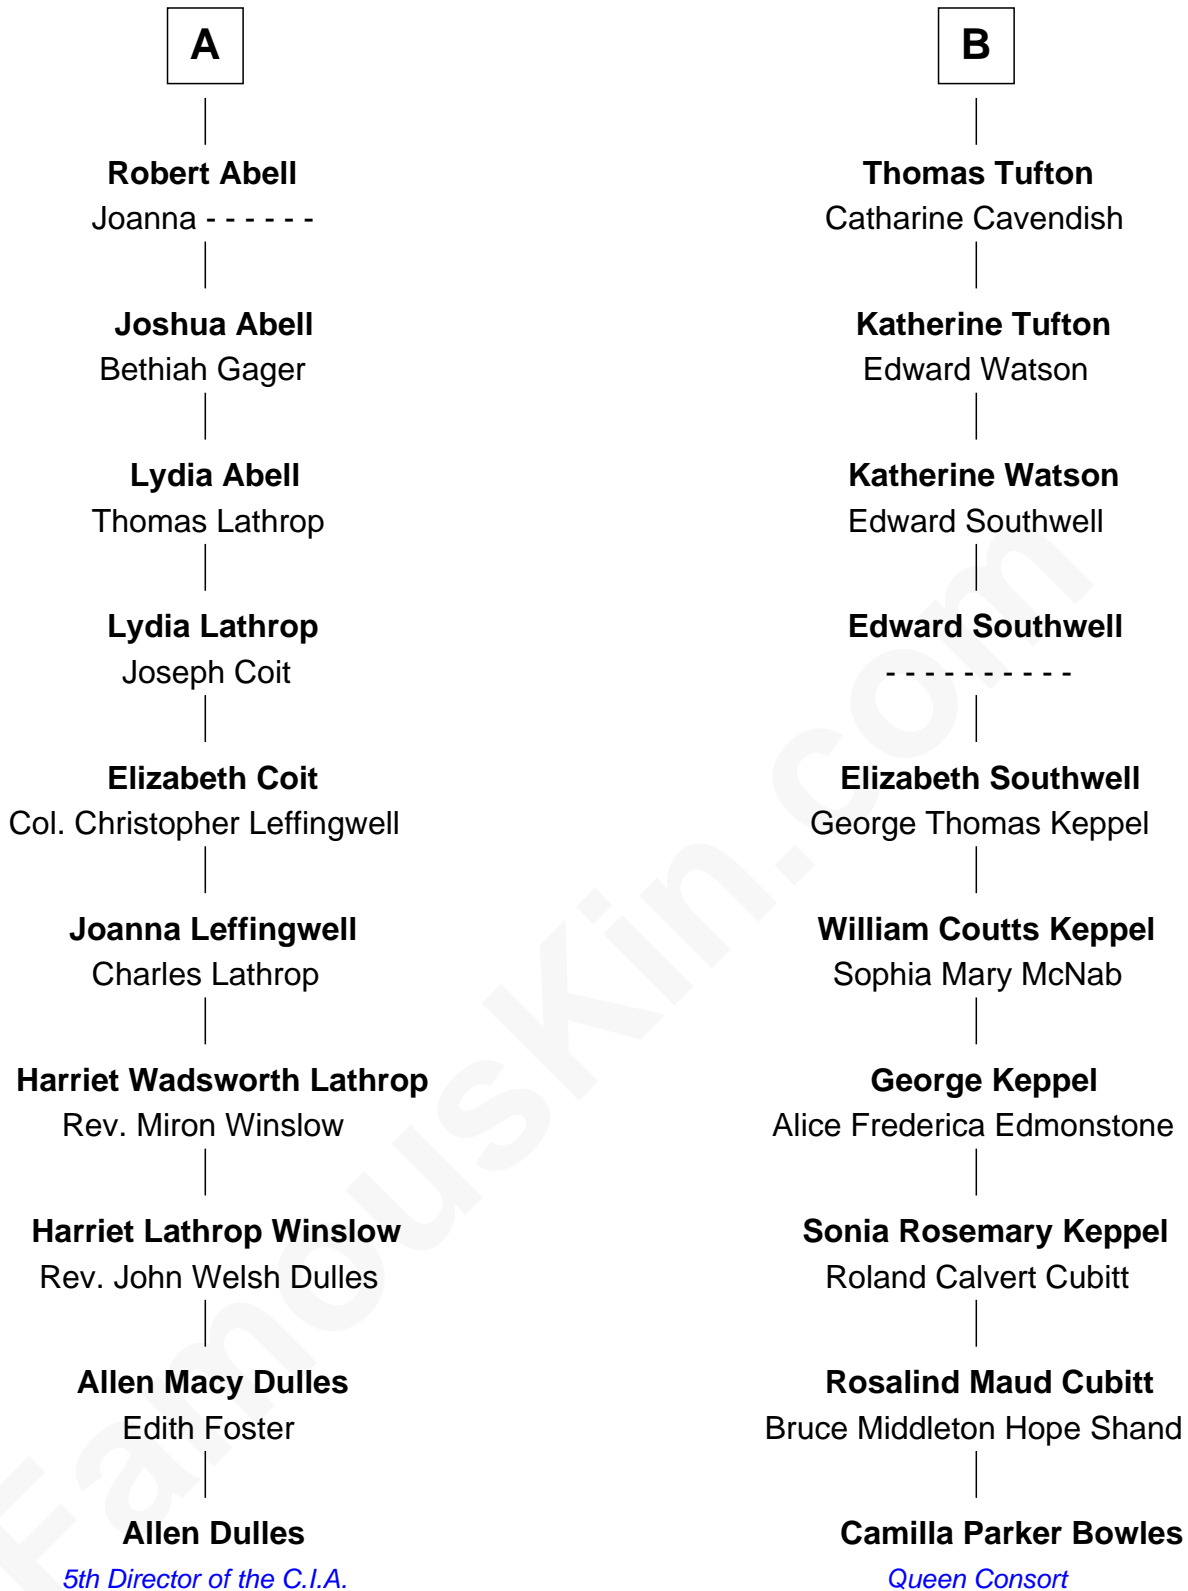 A
Robert Abell
Joanna - - - - - -
Joshua Abell
Bethiah Gager
Lydia Abell
Thomas Lathrop
Lydia Lathrop
Joseph Coit
Elizabeth Coit
Col. Christopher Leffingwell
Joanna Leffingwell
Charles Lathrop
Harriet Wadsworth Lathrop
Rev. Miron Winslow
Harriet Lathrop Winslow
Rev. John Welsh Dulles
Allen Macy Dulles
Edith Foster
Allen Dulles
5th Director of the C.I.A.
B
Thomas Tufton
Catharine Cavendish
Katherine Tufton
Edward Watson
Katherine Watson
Edward Southwell
Edward Southwell
- - - - - - - - - -
Elizabeth Southwell
George Thomas Keppel
William Coutts Keppel
Sophia Mary McNab
George Keppel
Alice Frederica Edmonstone
Sonia Rosemary Keppel
Roland Calvert Cubitt
Rosalind Maud Cubitt
Bruce Middleton Hope Shand
Camilla Parker Bowles
Queen Consort
FamousKin.com